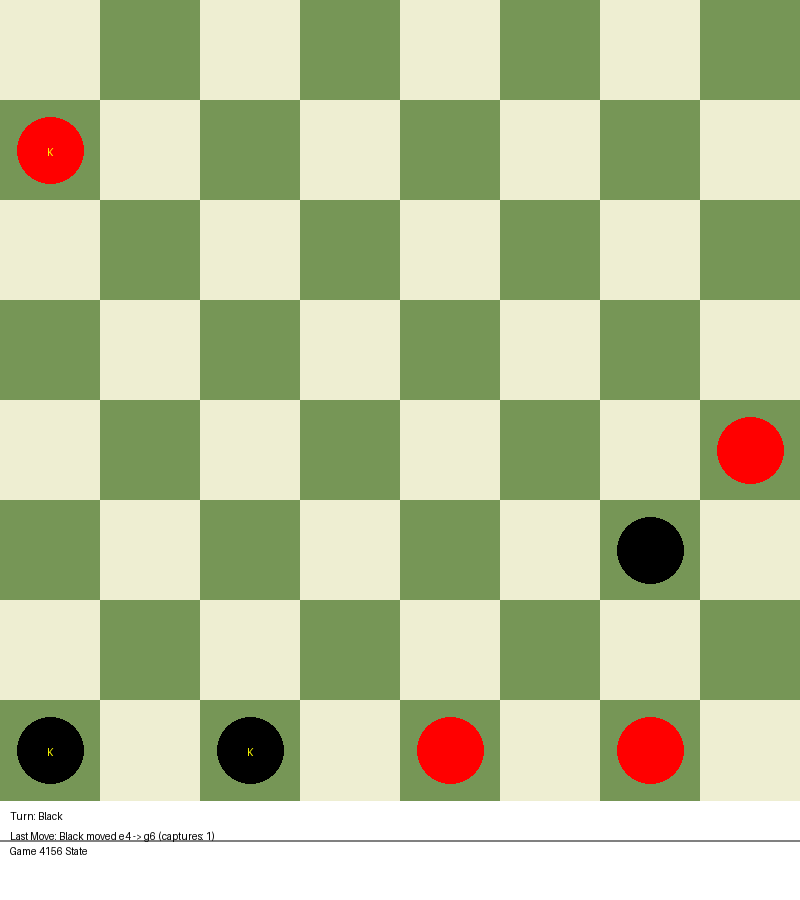 K
K
K
Turn: Black
Last Move: Black moved e4 -> g6 (captures: 1)
Game 4156 State